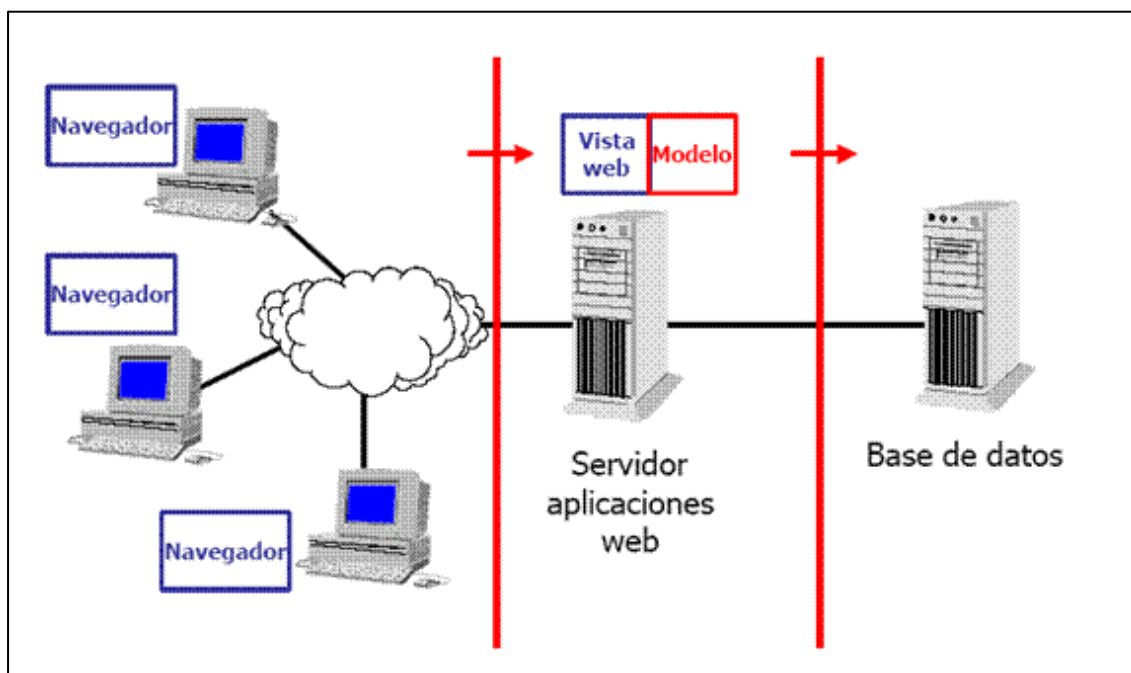 Navegador
Navegador
Navegador
Vista
web
Modelo
Servidor
aplicaciones
web
Base de datos